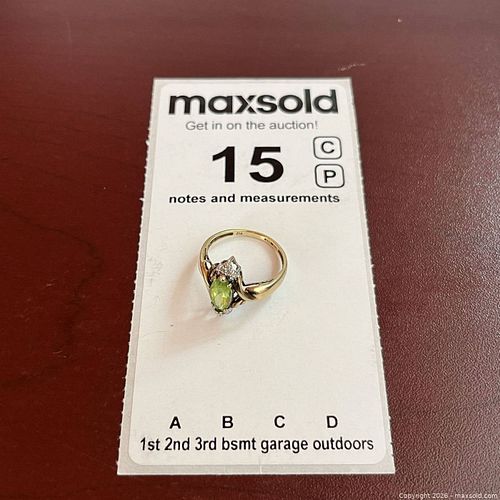 maxsold
Get in on the auction!
15
C
P
notes and measurements
A B C D
1st 2nd 3rd bsmt garage outdoors
Copyright 2026 - maxsold.com